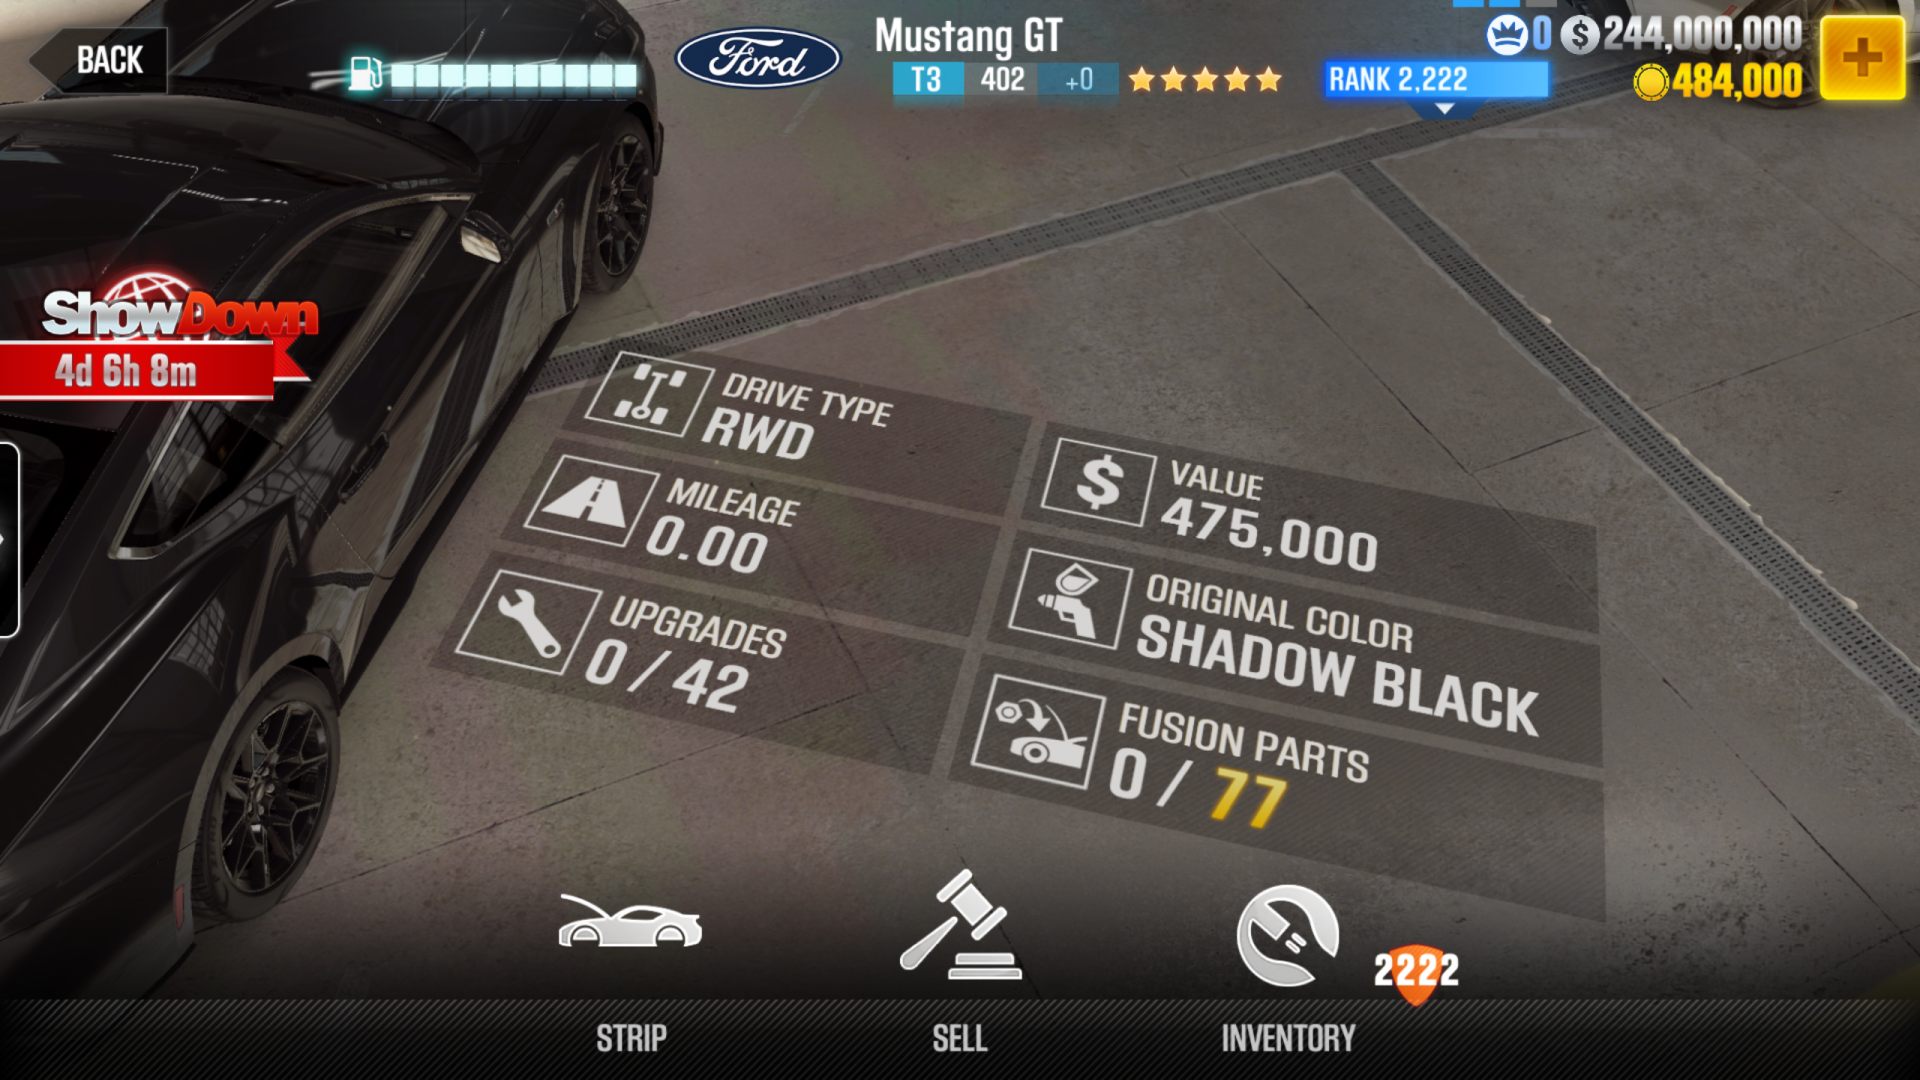 BACK
Ford
Mustang GT
T3 402 +0
RANK 2,222
0
244,000,000
484,000
ShowDown
4d 6h 8m
DRIVE TYPE
RWD
MILEAGE
0.00
UPGRADES
0 / 42
$
VALUE
475,000
ORIGINAL COLOR
SHADOW BLACK
FUSION PARTS
0 / 77
2222
STRIP
SELL
INVENTORY